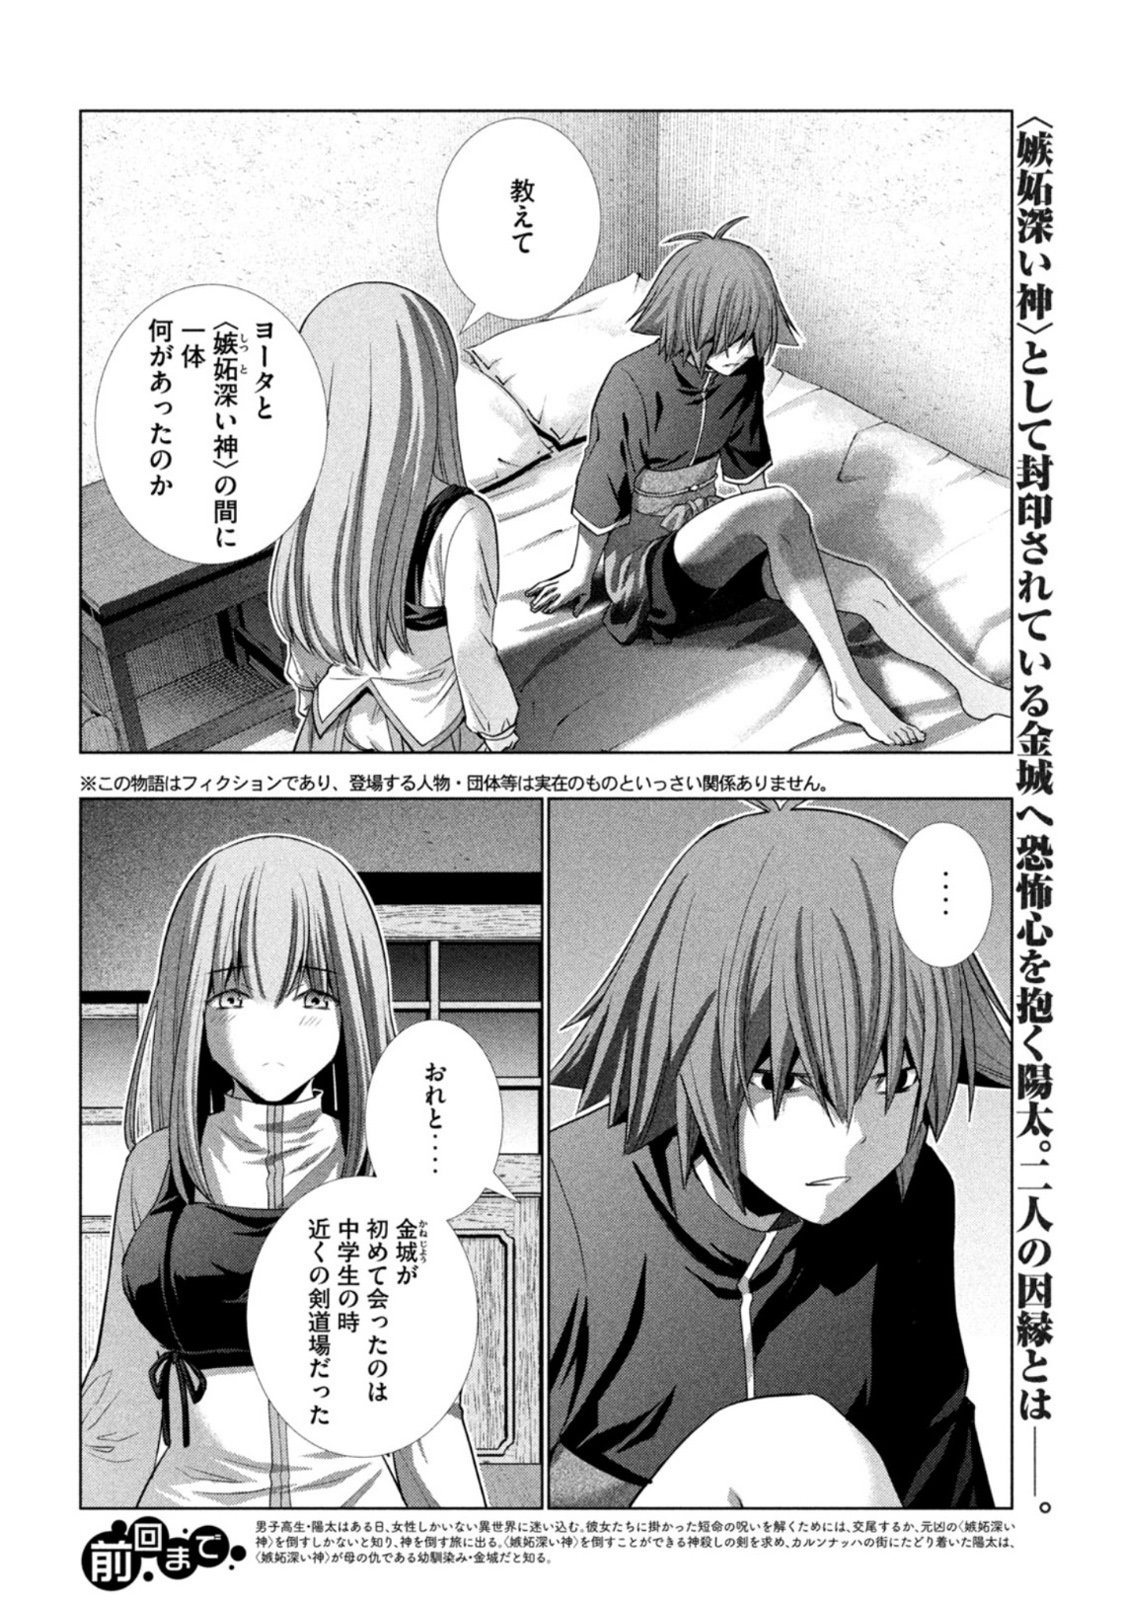 〈嫉妬深い神〉として封印されている金城へ恐怖心を抱く陽太。二人の因縁とは――。
教えて
ヨータと
〈嫉妬深い神〉の間に
しっと
一体
何があったのか
※この物語はフィクションであり、登場する人物・団体等は実在のものといっさい関係ありません。
・・・・
おれと・・・・
金城が
かねじょう
初めて会ったのは
中学生の時
近くの剣道場だった
前回まで
男子高生・陽太はある日、女性しかいない異世界に迷い込む。彼女たちに掛かった短命の呪いを解くためには、交尾するか、元凶の〈嫉妬深い
神〉を倒すしかないと知り、神を倒す旅に出る。〈嫉妬深い神〉を倒すことができる神殺しの剣を求め、カルンナッハの街にたどり着いた陽太は、
〈嫉妬深い神〉が母の仇である幼馴染み・金城だと知る。